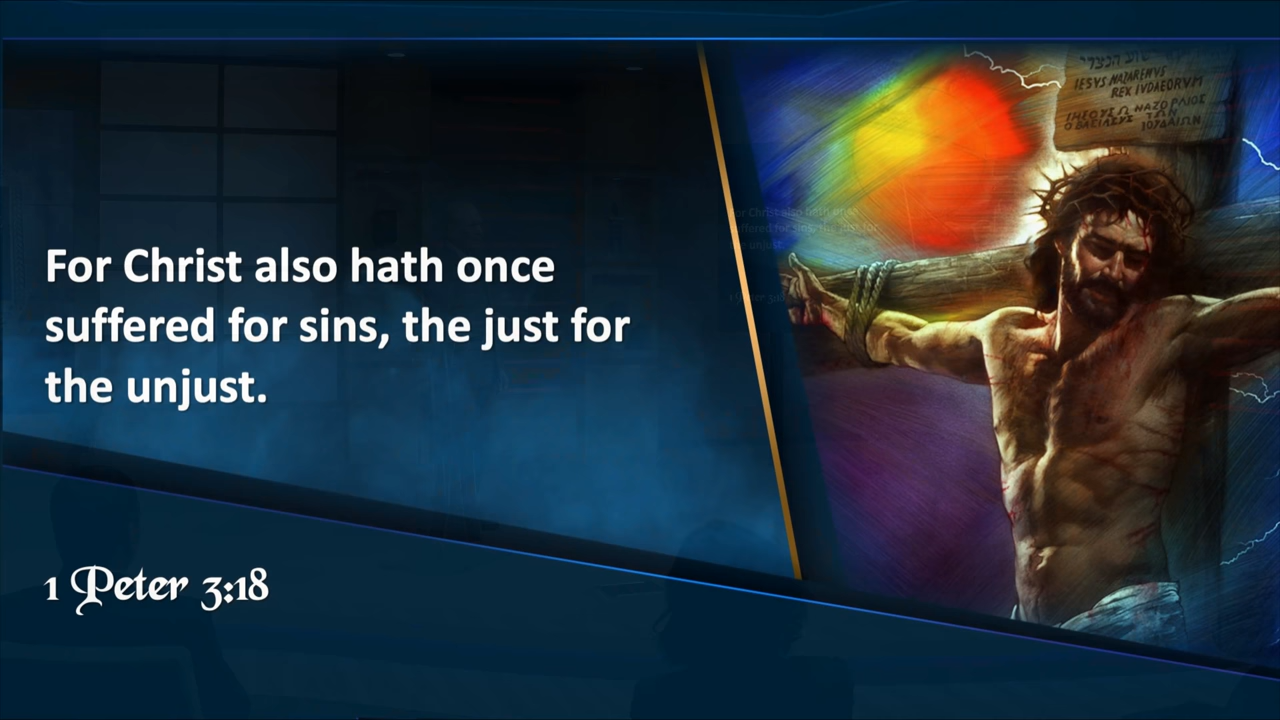 For Christ also hath once
suffered for sins, the just for
the unjust.
1 Peter 3:18
IESVS NAZARENVS
REX IVDAEORVM